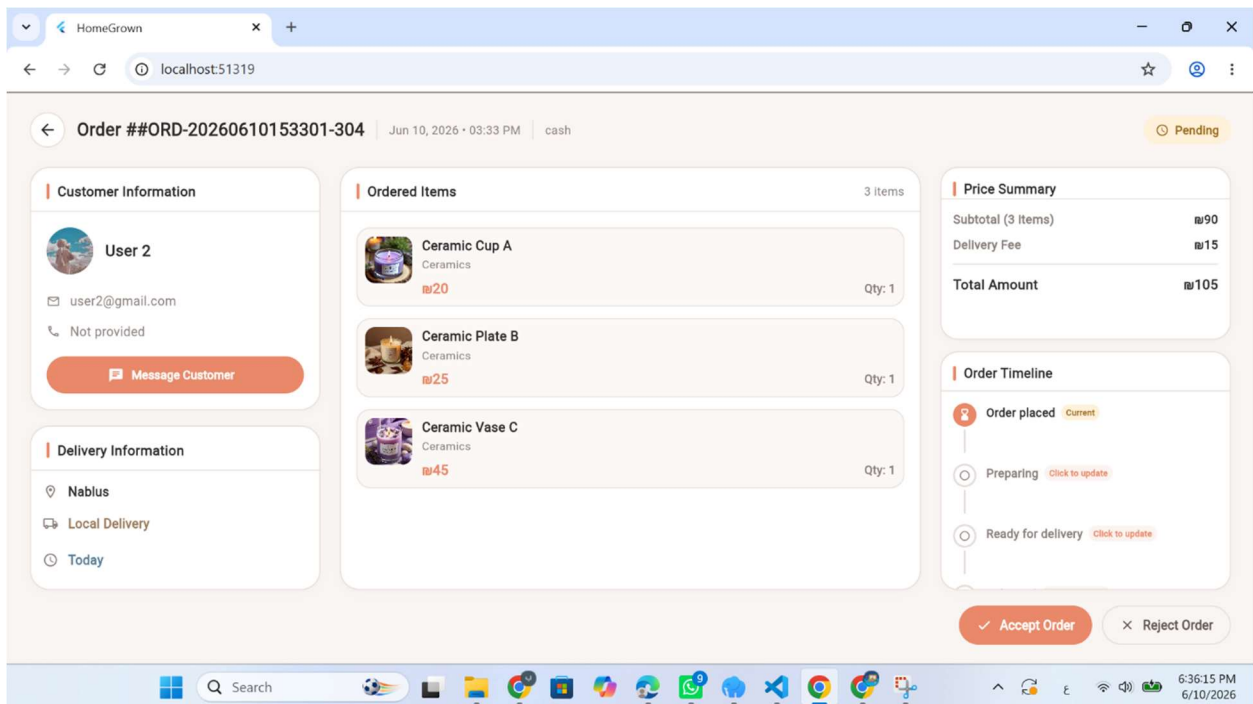 HomeGrown
localhost:51319
Order ##ORD-20260610153301-304
Jun 10, 2026 • 03:33 PM
cash
Pending
Customer Information
User 2
user2@gmail.com
Not provided
Message Customer
Delivery Information
Nablus
Local Delivery
Today
Ordered Items
3 items
Ceramic Cup A
Ceramics
₪20
Qty: 1
Ceramic Plate B
Ceramics
₪25
Qty: 1
Ceramic Vase C
Ceramics
₪45
Qty: 1
Price Summary
Subtotal (3 items)
₪90
Delivery Fee
₪15
Total Amount
₪105
Order Timeline
Order placed
Current
Preparing
Click to update
Ready for delivery
Click to update
Accept Order
Reject Order
Search
9
ع
6:36:15 PM
6/10/2026